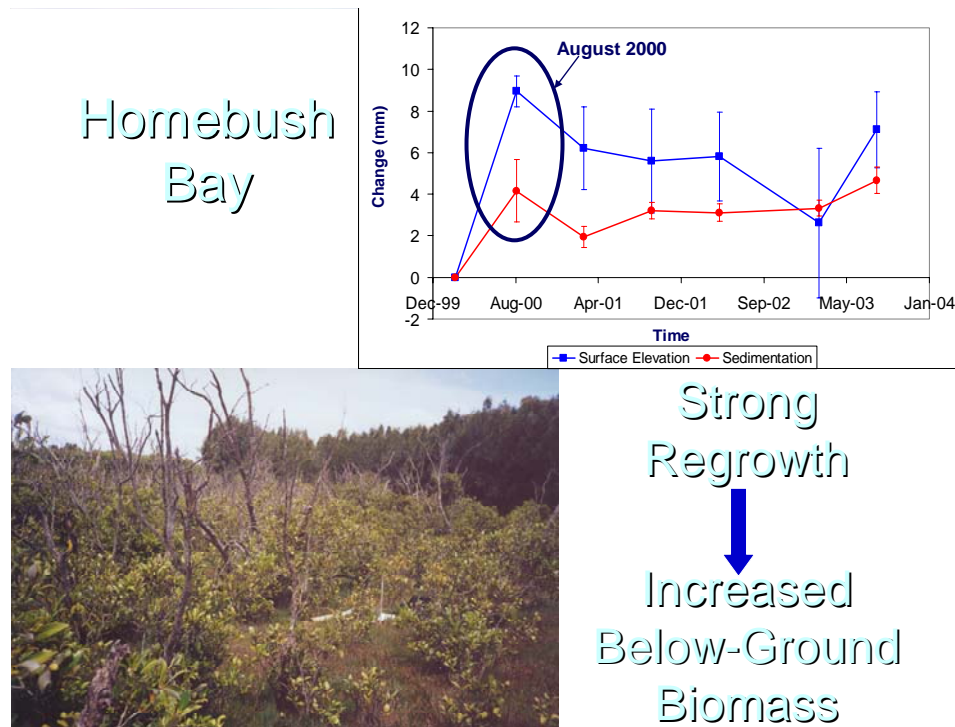 Homebush
Bay
12
10
8
6
4
2
0
-2
Change (mm)
August 2000
Dec-99 Aug-00 Apr-01 Dec-01 Sep-02 May-03 Jan-04
Time
Surface Elevation Sedimentation
Strong
Regrowth
Increased
Below-Ground
Biomass